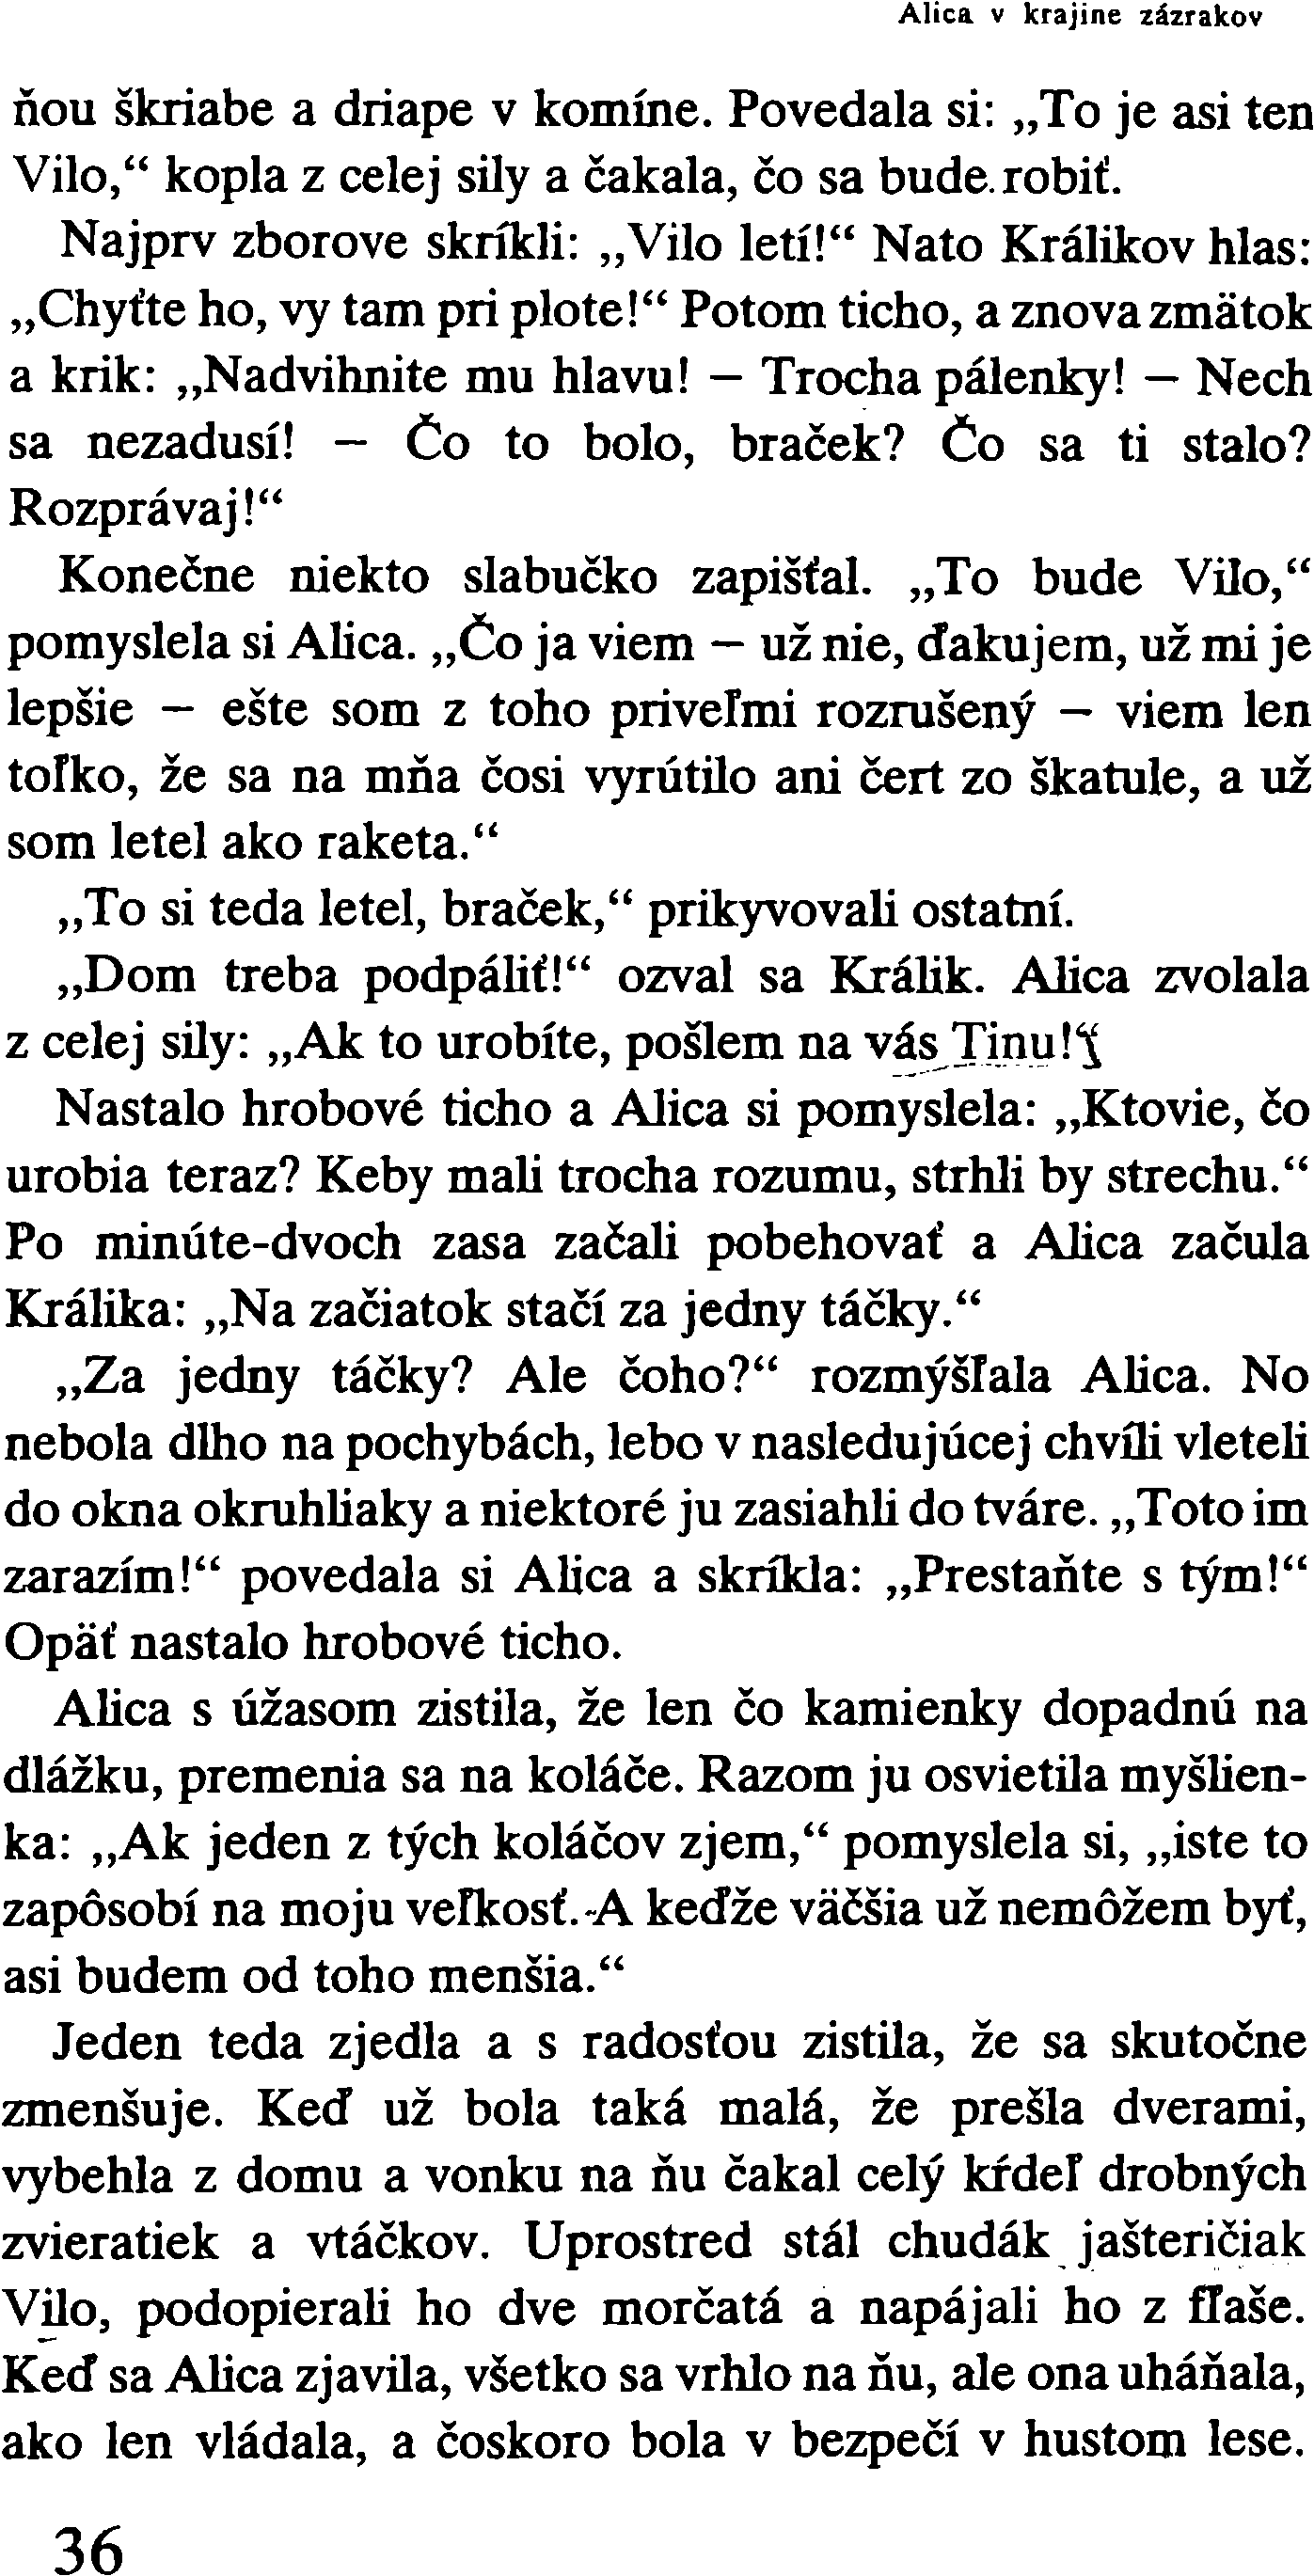 Alica v krajine zázrakov
ňou škriabe a driape v komíne. Povedala si: „To je asi ten
Vilo,“ kopla z celej sily a čakala, čo sa bude robiť.
Najprv zborove skríkli: „Vilo letí!“ Nato Králikov hlas:
„Chyťte ho, vy tam pri plote!“ Potom ticho, a znova zmätok
a krik: „Nadvihnite mu hlavu! — Trocha pálenky! — Nech
sa nezadusí! — Čo to bolo, braček? Čo sa ti stalo?
Rozprávaj!“
Konečne niekto slabučko zapišťal. „To bude Vilo,“
pomyslela si Alica. „Čo ja viem — už nie, ďakujem, už mi je
lepšie — ešte som z toho priveľmi rozrušený — viem len
toľko, že sa na mňa čosi vyrútilo ani čert zo škatule, a už
som letel ako raketa.“
„To si teda letel, braček,“ prikyvovali ostatní.
„Dom treba podpáliť!“ ozval sa Králik. Alica zvolala
z celej sily: „Ak to urobíte, pošlem na vás Tinu!“
Nastalo hrobové ticho a Alica si pomyslela: „Ktovie, čo
urobia teraz? Keby mali trocha rozumu, strhli by strechu.“
Po minúte-dvoch zasa začali pobehovať a Alica začula
Králika: „Na začiatok stačí za jedny táčky.“
„Za jedny táčky? Ale čoho?“ rozmýšľala Alica. No
nebola dlho na pochybách, lebo v nasledujúcej chvíli vleteli
do okna okruhliaky a niektoré ju zasiahli do tváre. „Toto im
zarazím!“ povedala si Alica a skríkla: „Prestaňte s tým!“
Opäť nastalo hrobové ticho.
Alica s úžasom zistila, že len čo kamienky dopadnú na
dlážku, premenia sa na koláče. Razom ju osvietila myšlien-
ka: „Ak jeden z tých koláčov zjem,“ pomyslela si, „iste to
zapôsobí na moju veľkosť. A keďže väčšia už nemôžem byť,
asi budem od toho menšia.“
Jeden teda zjedla a s radosťou zistila, že sa skutočne
zmenšuje. Keď už bola taká malá, že prešla dverami,
vybehla z domu a vonku na ňu čakal celý kŕdeľ drobných
zvieratiek a vtáčkov. Uprostred stál chudák jašteričiak
Vilo, podopierali ho dve morčatá a napájali ho z fľaše.
Keď sa Alica zjavila, všetko sa vrhlo na ňu, ale ona uháňala,
ako len vládala, a čoskoro bola v bezpečí v hustom lese.
36